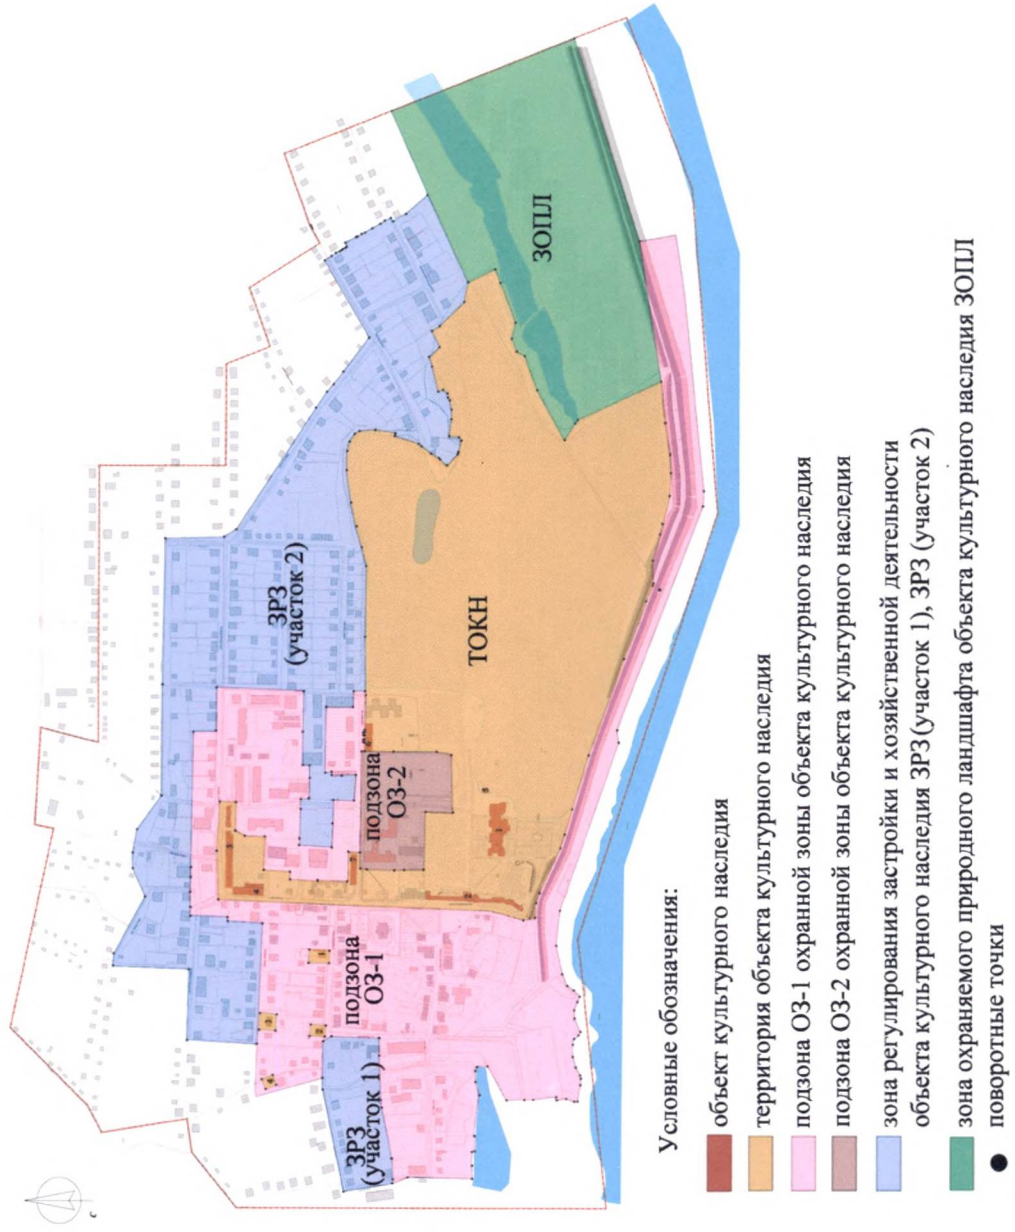 ЗРЗ
(участок 1)
подзона
ОЗ-1
подзона
ОЗ-2
ЗРЗ
(участок 2)
ТОКН
ЗОПЛ
с
Условные обозначения:
объект культурного наследия
территория объекта культурного наследия
подзона ОЗ-1 охранной зоны объекта культурного наследия
подзона ОЗ-2 охранной зоны объекта культурного наследия
зона регулирования застройки и хозяйственной деятельности
объекта культурного наследия ЗРЗ (участок 1), ЗРЗ (участок 2)
зона охраняемого природного ландшафта объекта культурного наследия ЗОПЛ
поворотные точки